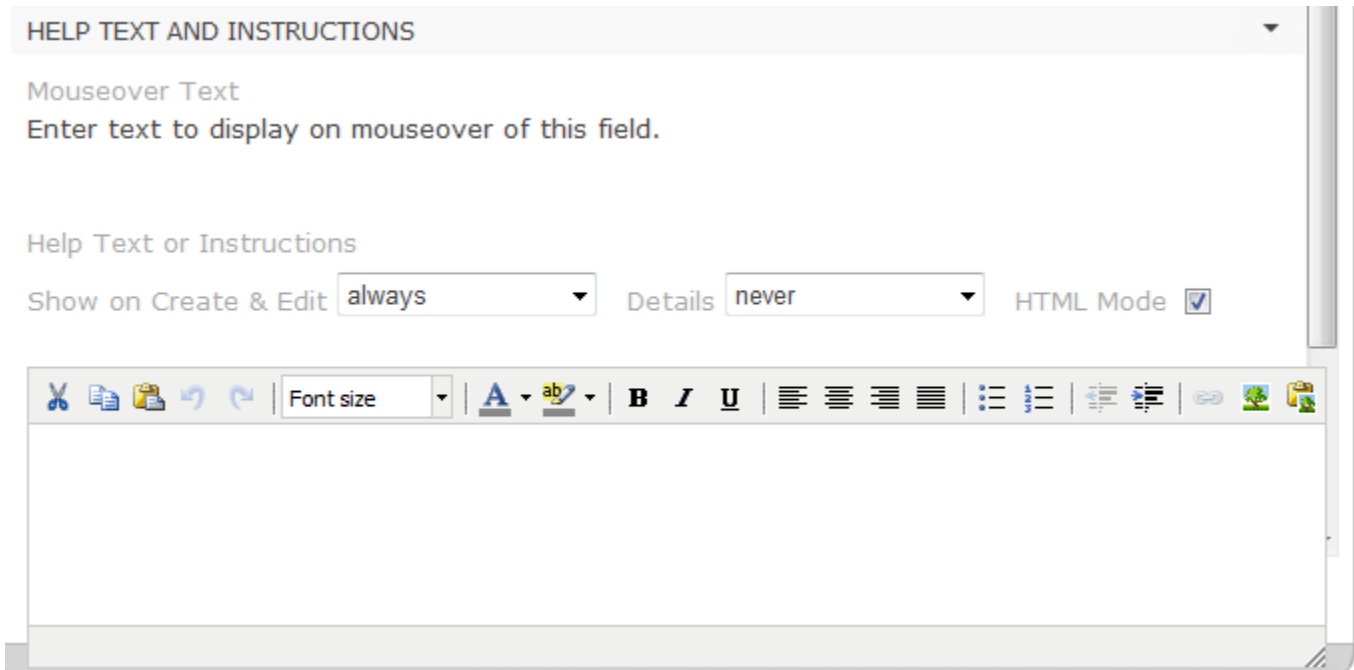 HELP TEXT AND INSTRUCTIONS
Mouseover Text
Enter text to display on mouseover of this field.
Help Text or Instructions
Show on Create & Edit always Details never HTML Mode
Font size A ab B I U